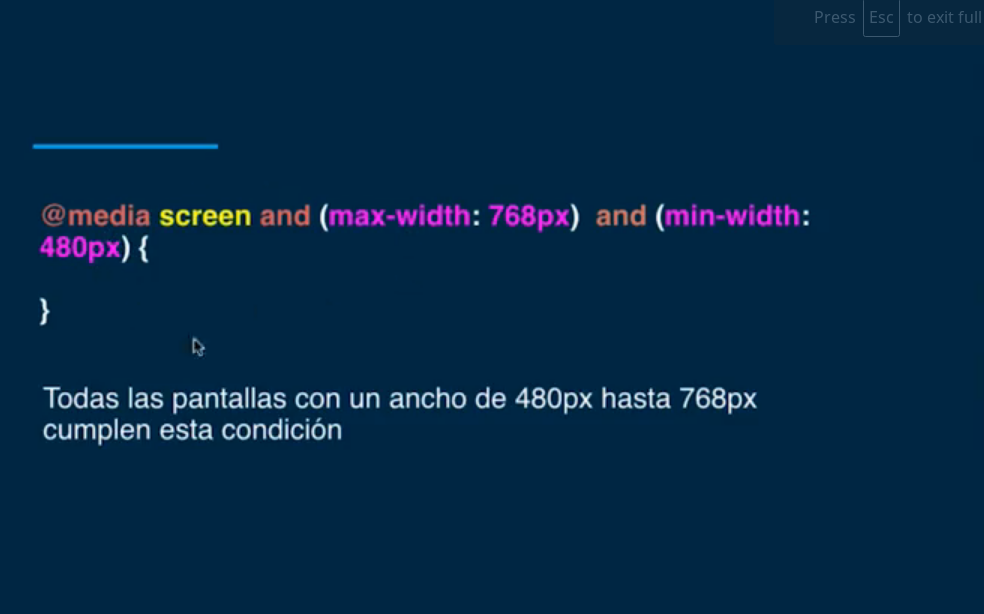 Press Esc to exit full
@media screen and (max-width: 768px) and (min-width:
480px) {
}
Todas las pantallas con un ancho de 480px hasta 768px
cumplen esta condición